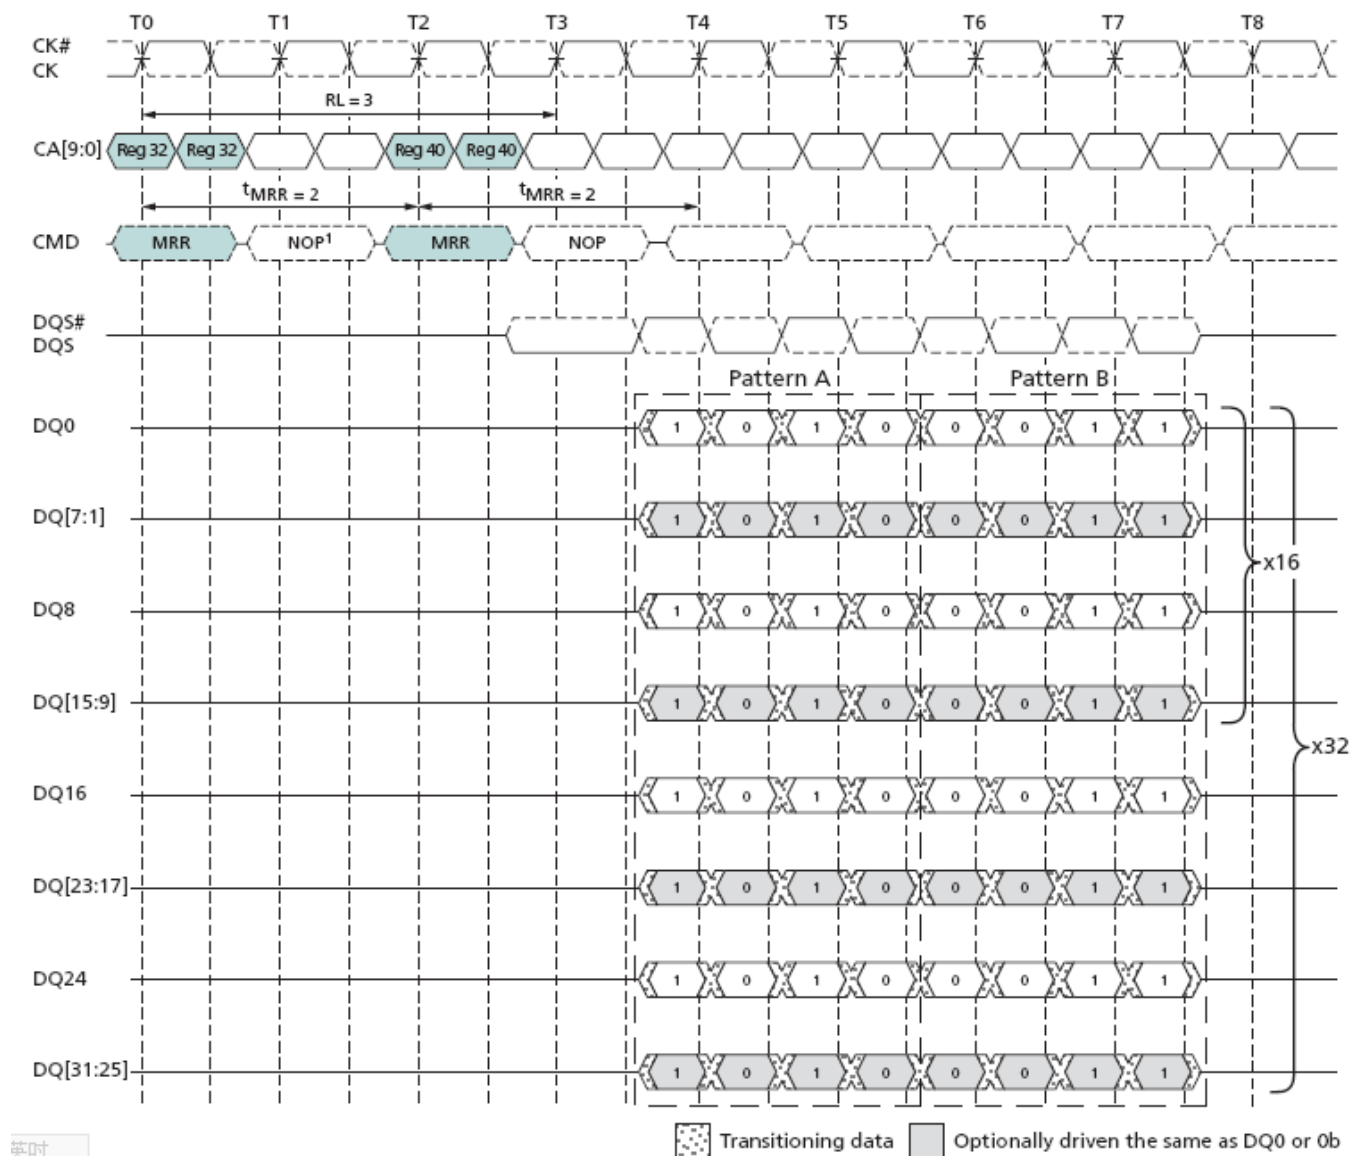 T0 T1 T2 T3 T4 T5 T6 T7 T8
CK#
CK
RL = 3
CA[9:0] Reg 32 Reg 32 Reg 40 Reg 40
tMRR = 2 tMRR = 2
CMD MRR NOP1 MRR NOP
DQS#
DQS
Pattern A Pattern B
DQ0 1 0 1 0 0 0 1 1
DQ[7:1] 1 0 1 0 0 0 1 1
x16
DQ8 1 0 1 0 0 0 1 1
DQ[15:9] 1 0 1 0 0 0 1 1
x32
DQ16 1 0 1 0 0 0 1 1
DQ[23:17] 1 0 1 0 0 0 1 1
DQ24 1 0 1 0 0 0 1 1
DQ[31:25] 1 0 1 0 0 0 1 1
Transitioning data Optionally driven the same as DQ0 or 0b